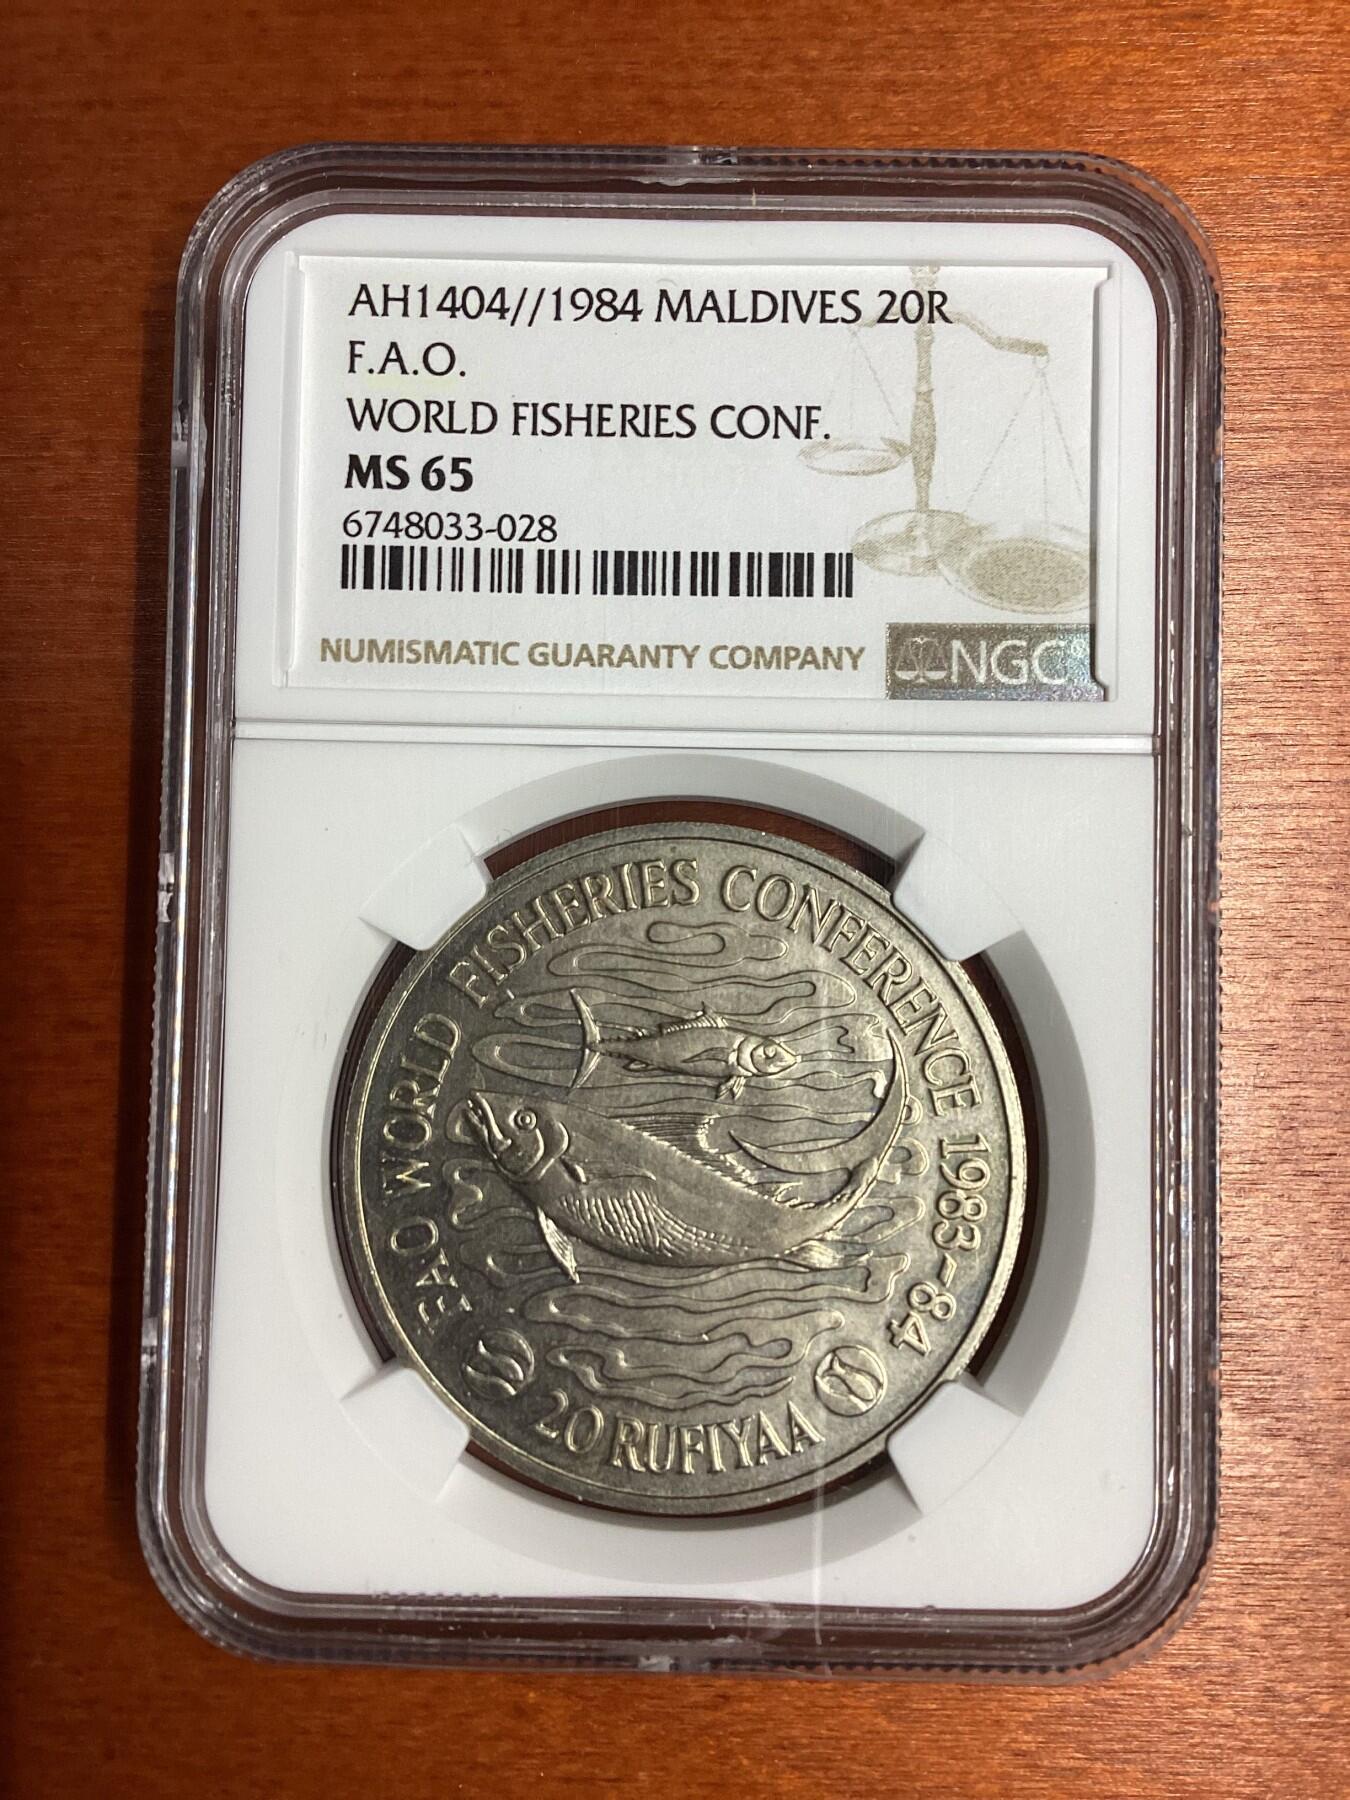 AH1404//1984 MALDIVES 20R
F.A.O.
WORLD FISHERIES CONF.
MS 65
6748033-028
NUMISMATIC GUARANTY COMPANY
NGC
F.A.O WORLD FISHERIES CONFERENCE 1983-84
20 RUFIYAA